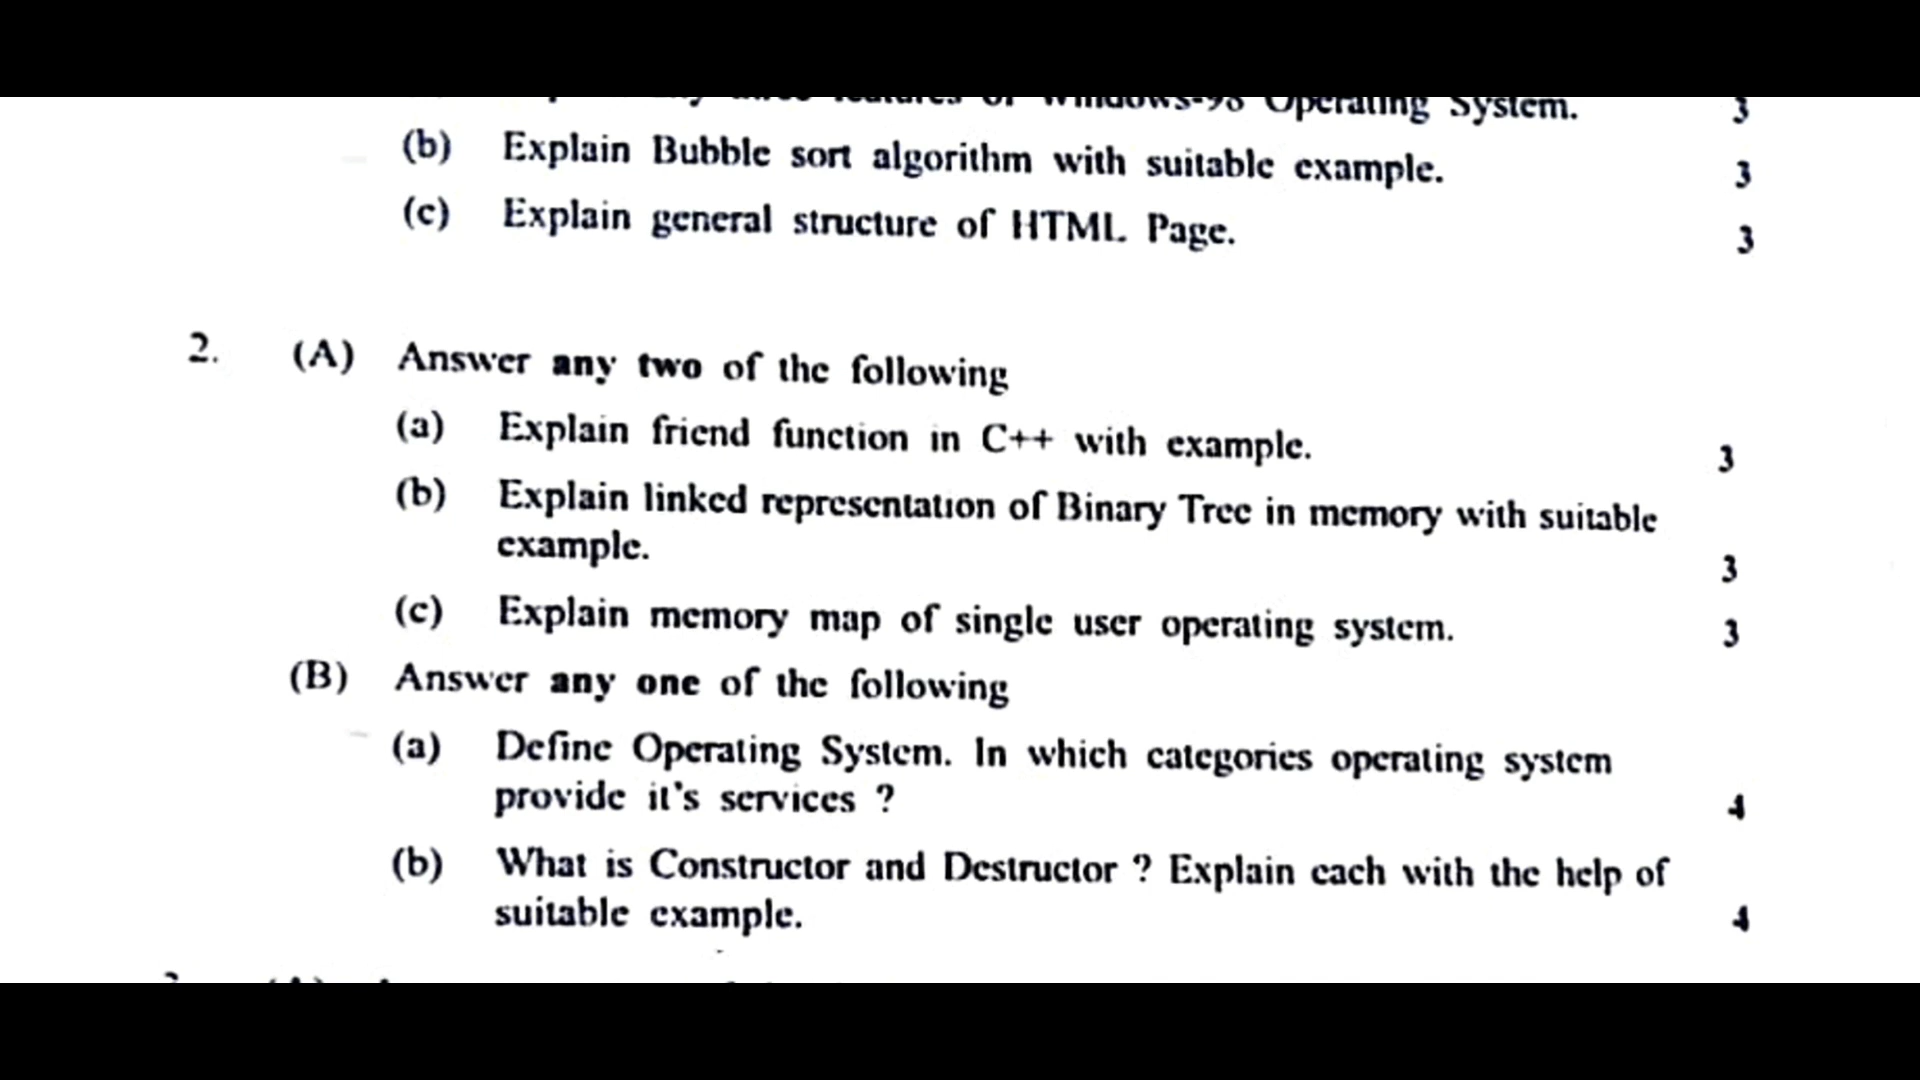 Windows-98 Operating System. 3
(b) Explain Bubble sort algorithm with suitable example. 3
(c) Explain general structure of HTML Page. 3
2. (A) Answer any two of the following
(a) Explain friend function in C++ with example. 3
(b) Explain linked representation of Binary Tree in memory with suitable
example. 3
(c) Explain memory map of single user operating system. 3
(B) Answer any one of the following
(a) Define Operating System. In which categories operating system
provide it's services ? 4
(b) What is Constructor and Destructor ? Explain each with the help of
suitable example. 4